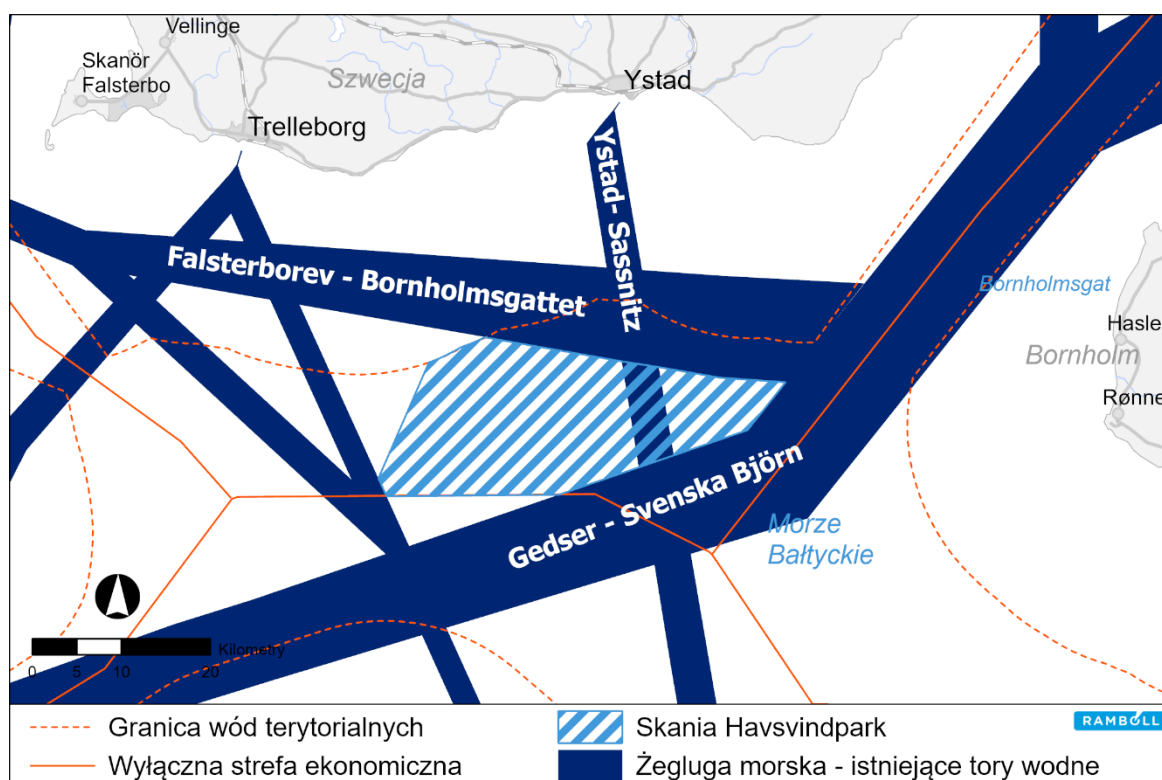 Vellinge
Skanör
Falsterbo
Szwecja
Ystad
Trelleborg
Ystad- Sassnitz
Falsterborev - Bornholmsgattet
Bornholmsgat
Hasle
Bornholm
Rønne
Gedser - Svenska Björn
Morze
Bałtyckie
Kilometry
0 5 10 20
Granica wód terytorialnych
Skania Havsvindpark
RAMBOLL
Wyłączna strefa ekonomiczna
Żegluga morska - istniejące tory wodne